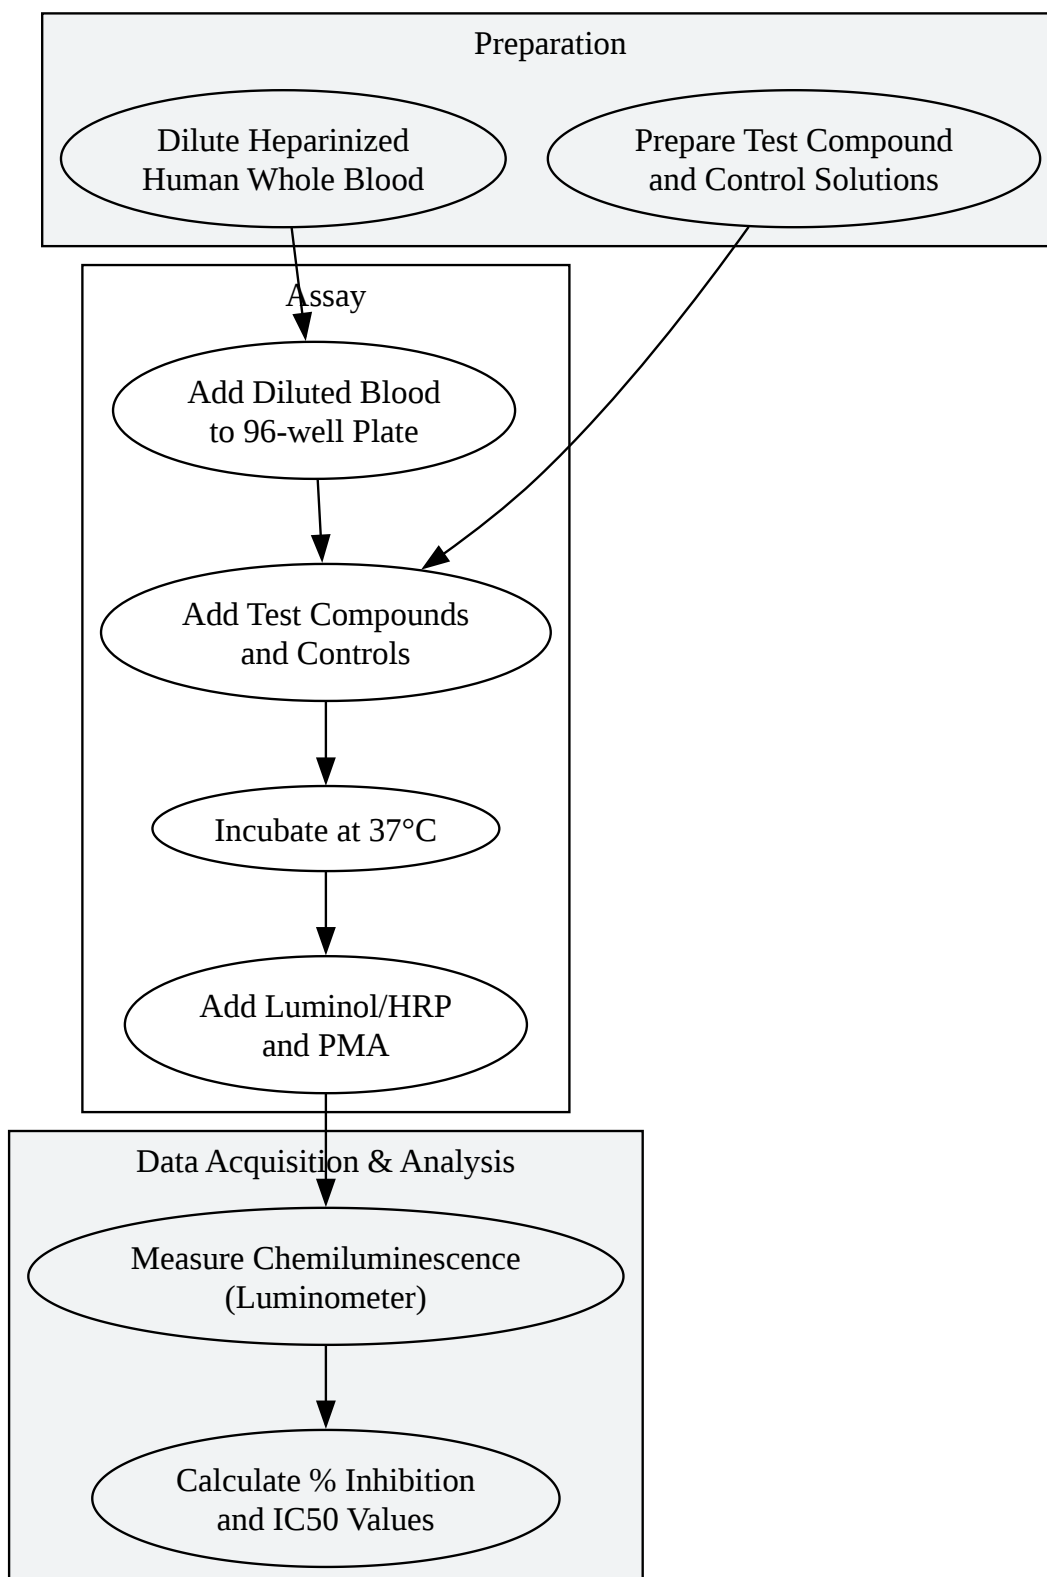 Preparation
Dilute Heparinized
Human Whole Blood
Prepare Test Compound
and Control Solutions
Assay
Add Diluted Blood
to 96-well Plate
Add Test Compounds
and Controls
Incubate at 37°C
Add Luminol/HRP
and PMA
Data Acquisition & Analysis
Measure Chemiluminescence
(Luminometer)
Calculate % Inhibition
and IC50 Values